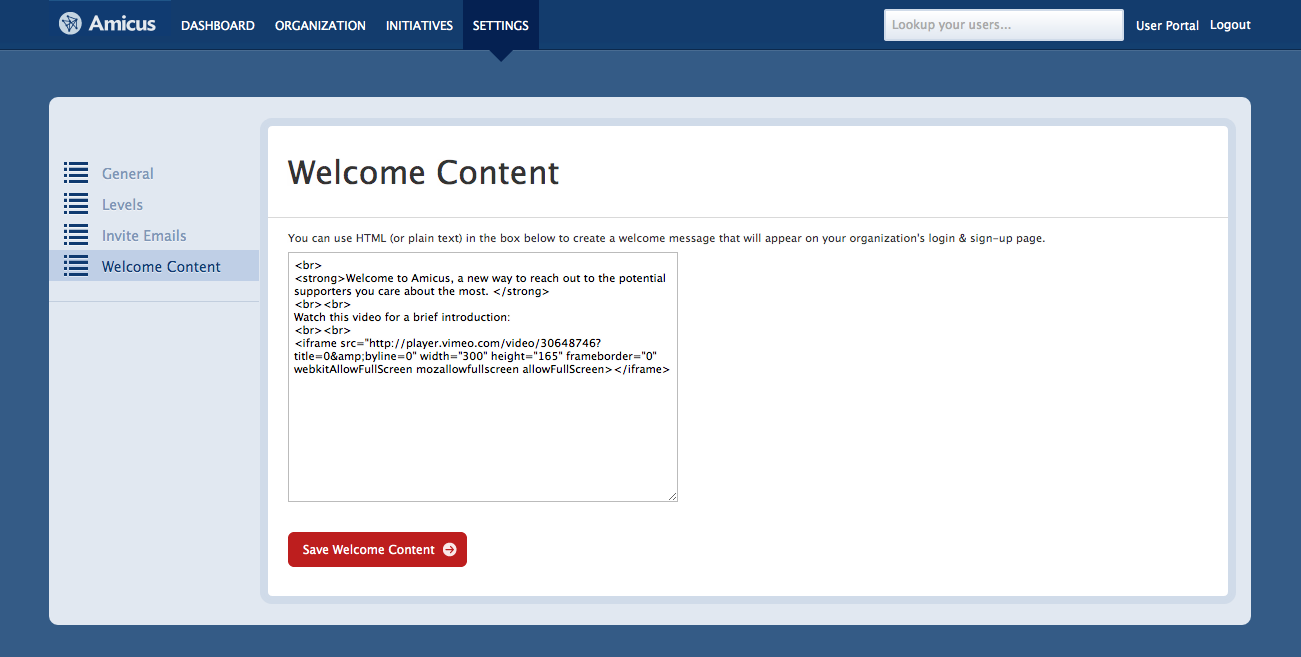 Amicus DASHBOARD ORGANIZATION INITIATIVES SETTINGS Lookup your users... User Portal Logout
General
Levels
Invite Emails
Welcome Content
Welcome Content
You can use HTML (or plain text) in the box below to create a welcome message that will appear on your organization's login & sign-up page.
<br>
<strong>Welcome to Amicus, a new way to reach out to the potential
supporters you care about the most. </strong>
<br><br>
Watch this video for a brief introduction:
<br><br>
<iframe src="http://player.vimeo.com/video/30648746?
title=0&amp;byline=0" width="300" height="165" frameborder="0"
webkitAllowFullScreen mozallowfullscreen allowFullScreen></iframe>
Save Welcome Content